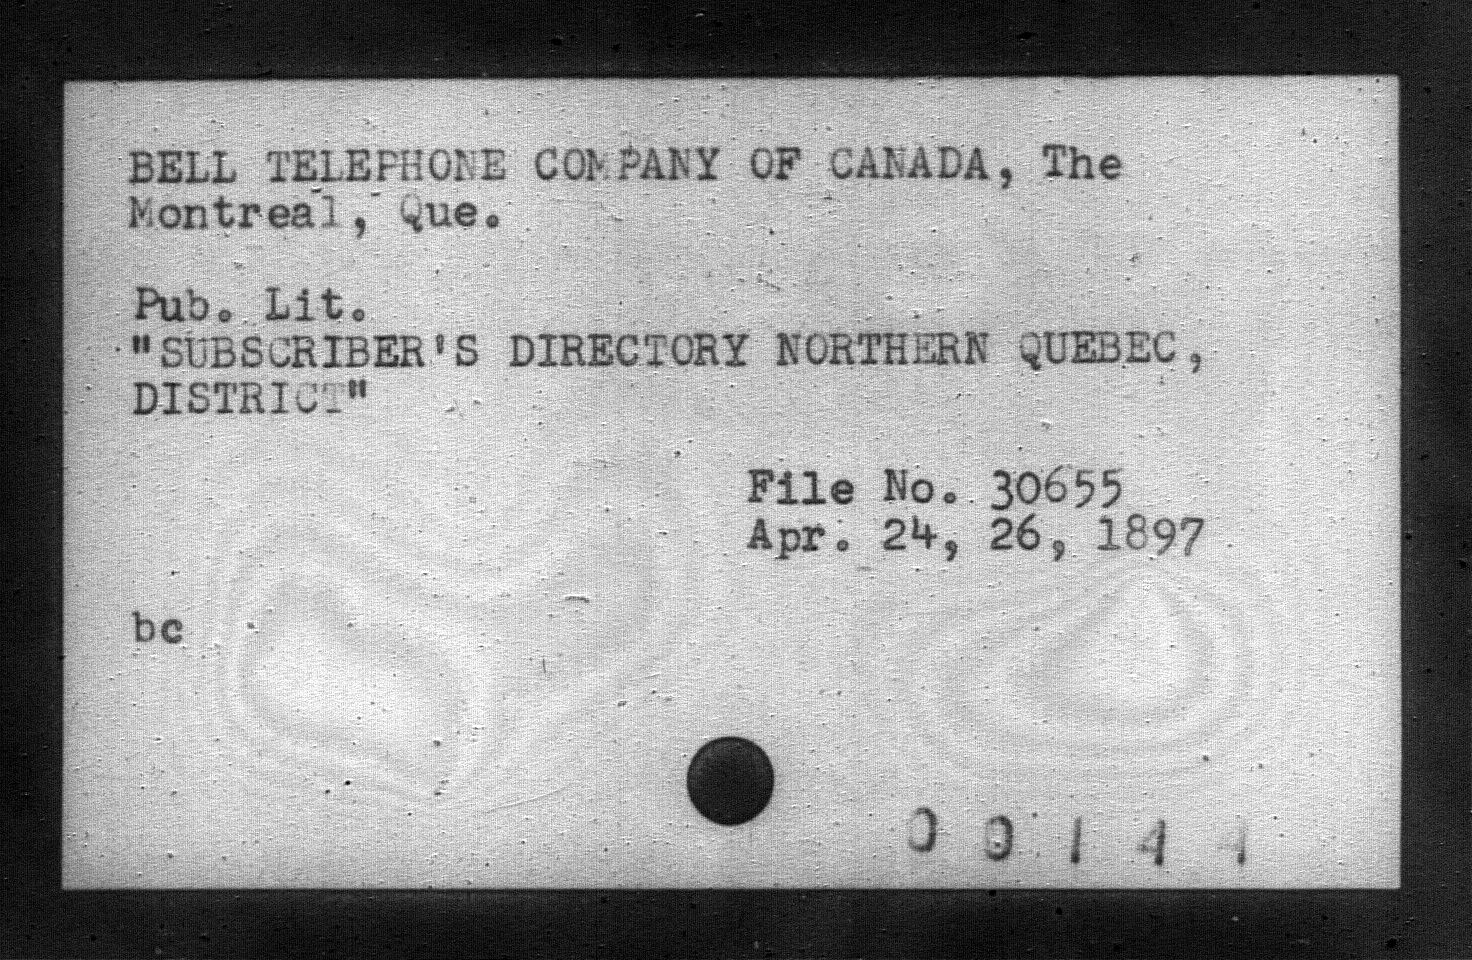 BELL TELEPHONE COMPANY OF CANADA, The
Montreal, Que.
Pub. Lit.
"SUBSCRIBER'S DIRECTORY NORTHERN QUEBEC,
DISTRICT"
File No. 30655
Apr. 24, 26, 1897
bc
00144